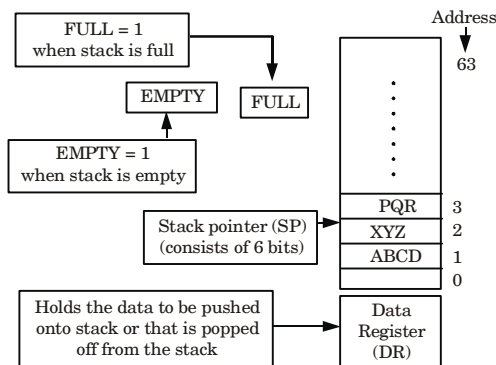 FULL = 1
when stack is full
EMPTY
FULL
EMPTY = 1
when stack is empty
Address
63
PQR 3
XYZ 2
ABCD 1
0
Stack pointer (SP)
(consists of 6 bits)
Holds the data to be pushed
onto stack or that is popped
off from the stack
Data
Register
(DR)